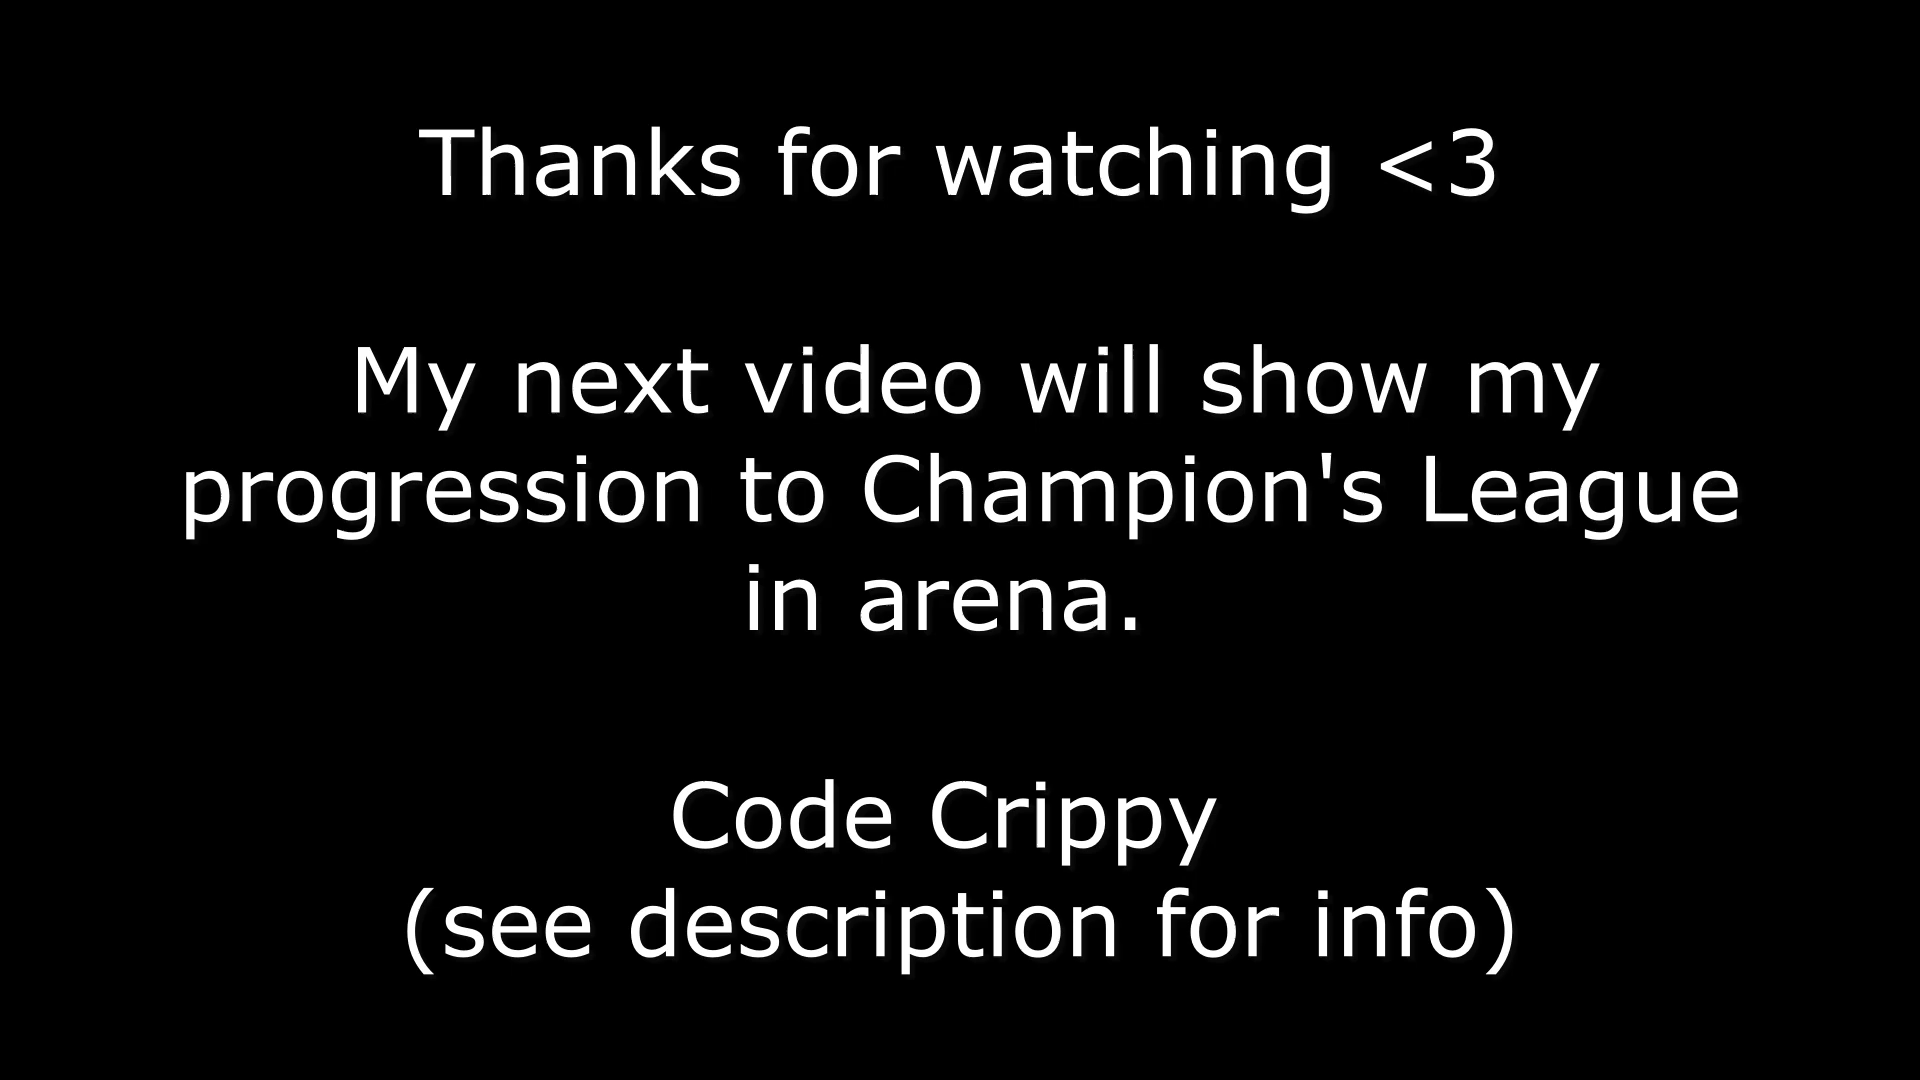 Thanks for watching <3
My next video will show my
progression to Champion's League
in arena.
Code Crippy
(see description for info)